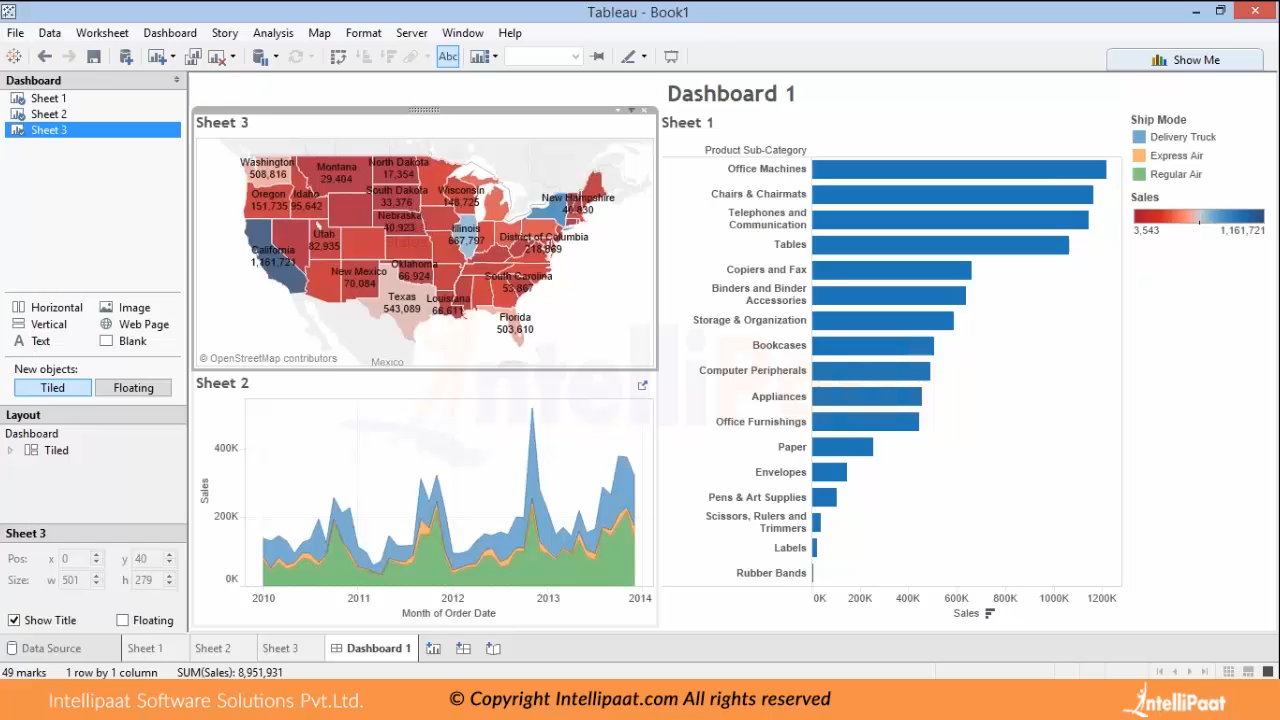 Tableau - Book1
File Data Worksheet Dashboard Story Analysis Map Format Server Window Help
Abc
Show Me
Dashboard
Sheet 1
Sheet 2
Sheet 3
Horizontal Image
Vertical Web Page
A Text Blank
New objects:
Tiled Floating
Layout
Dashboard
Tiled
Sheet 3
Pos: x 0 y 40
Size: w 501 h 279
Show Title Floating
Dashboard 1
Sheet 3
Washington
508,816
Montana
29,404
North Dakota
17,354
Oregon
151,735
Idaho
95,642
South Dakota
33,376
Wisconsin
148,725
New Hampshire
Nebraska
40,923
Illinois
667,797
District of Columbia
Utah
82,935
California
1,161,721
New Mexico
70,084
Oklahoma
66,924
South Carolina
53,867
Texas
543,089
Louisiana
66,611
Florida
503,610
© OpenStreetMap contributors
Mexico
Sheet 2
Sales
400K
200K
0K
2010 2011 2012 2013 2014
Month of Order Date
Sheet 1
Product Sub-Category
Office Machines
Chairs & Chairmats
Telephones and
Communication
Tables
Copiers and Fax
Binders and Binder
Accessories
Storage & Organization
Bookcases
Computer Peripherals
Appliances
Office Furnishings
Paper
Envelopes
Pens & Art Supplies
Scissors, Rulers and
Trimmers
Labels
Rubber Bands
0K 200K 400K 600K 800K 1000K 1200K
Sales
Ship Mode
Delivery Truck
Express Air
Regular Air
Sales
3,543 1,161,721
Data Source Sheet 1 Sheet 2 Sheet 3 Dashboard 1
49 marks 1 row by 1 column SUM(Sales): 8,951,931
Intellipaat Software Solutions Pvt.Ltd.
© Copyright Intellipaat.com All rights reserved
IntelliPaat